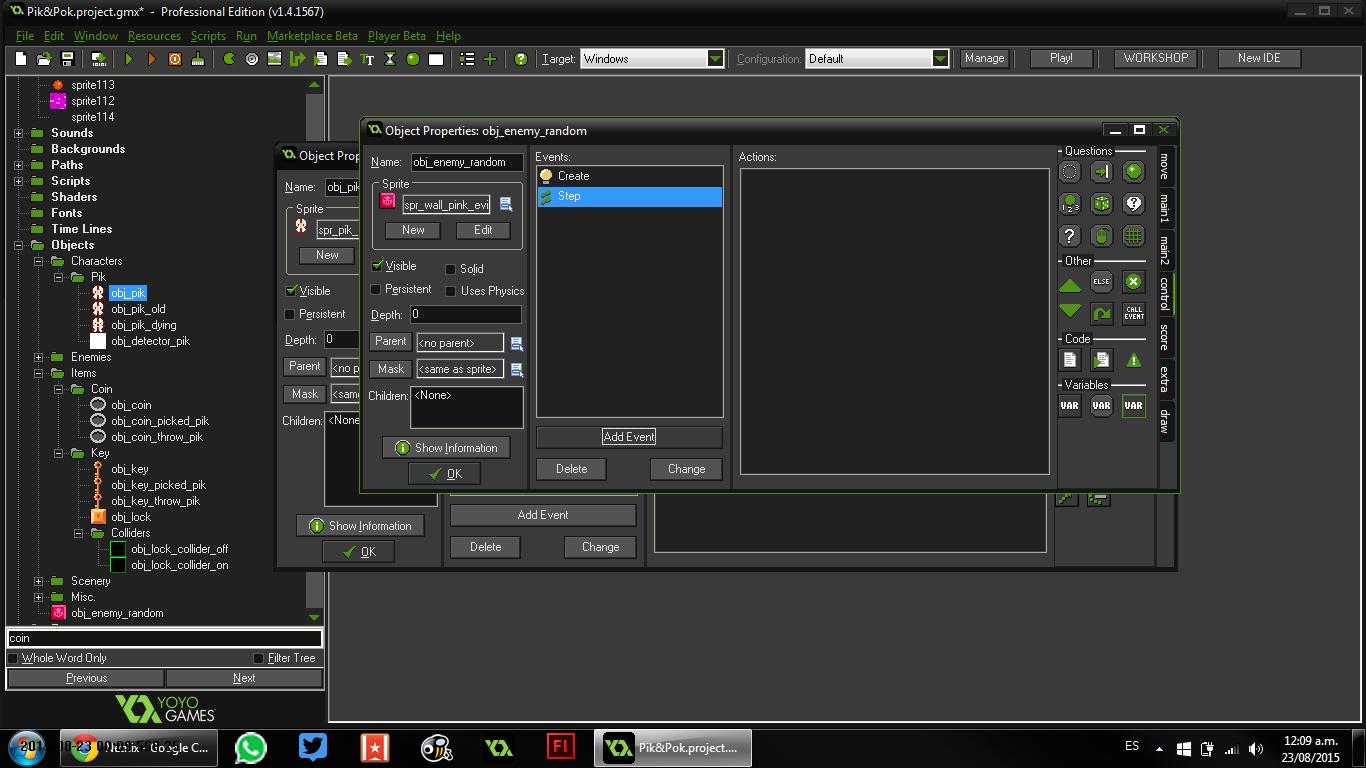 Pik&Pok.project.gmx* - Professional Edition (v1.4.1567)
File Edit Window Resources Scripts Run Marketplace Beta Player Beta Help
Target: Windows Configuration: Default Manage Play! WORKSHOP New IDE
sprite113
sprite112
sprite114
Sounds
Backgrounds
Paths
Scripts
Shaders
Fonts
Time Lines
Objects
Characters
Pik
obj_pik
obj_pik_old
obj_pik_dying
obj_detector_pik
Enemies
Items
Coin
obj_coin
obj_coin_picked_pik
obj_coin_throw_pik
Key
obj_key
obj_key_picked_pik
obj_key_throw_pik
obj_lock
Colliders
obj_lock_collider_off
obj_lock_collider_on
Scenery
Misc.
obj_enemy_random
coin
Whole Word Only Filter Tree
Previous Next
YOYO
GAMES
Object Prop
Name: obj_pik
Sprite
spr_pik_
New
Visible
Persistent
Depth: 0
Parent <no p
Mask <same
Children: <None
Show Information
OK
Add Event
Delete Change
Object Properties: obj_enemy_random
Name: obj_enemy_random
Sprite
spr_wall_pink_evi
New Edit
Visible Solid
Persistent Uses Physics
Depth: 0
Parent <no parent>
Mask <same as sprite>
Children: <None>
Show Information
OK
Events:
Create
Step
Add Event
Delete Change
Actions:
Questions
1 2 3
?
?
Other
ELSE
CALL EVENT
Code
Variables
VAR VAR VAR
move
main1
main2
control
score
extra
draw
Google C...
Pik&Pok.project....
Fl
ES
12:09 a.m.
23/08/2015